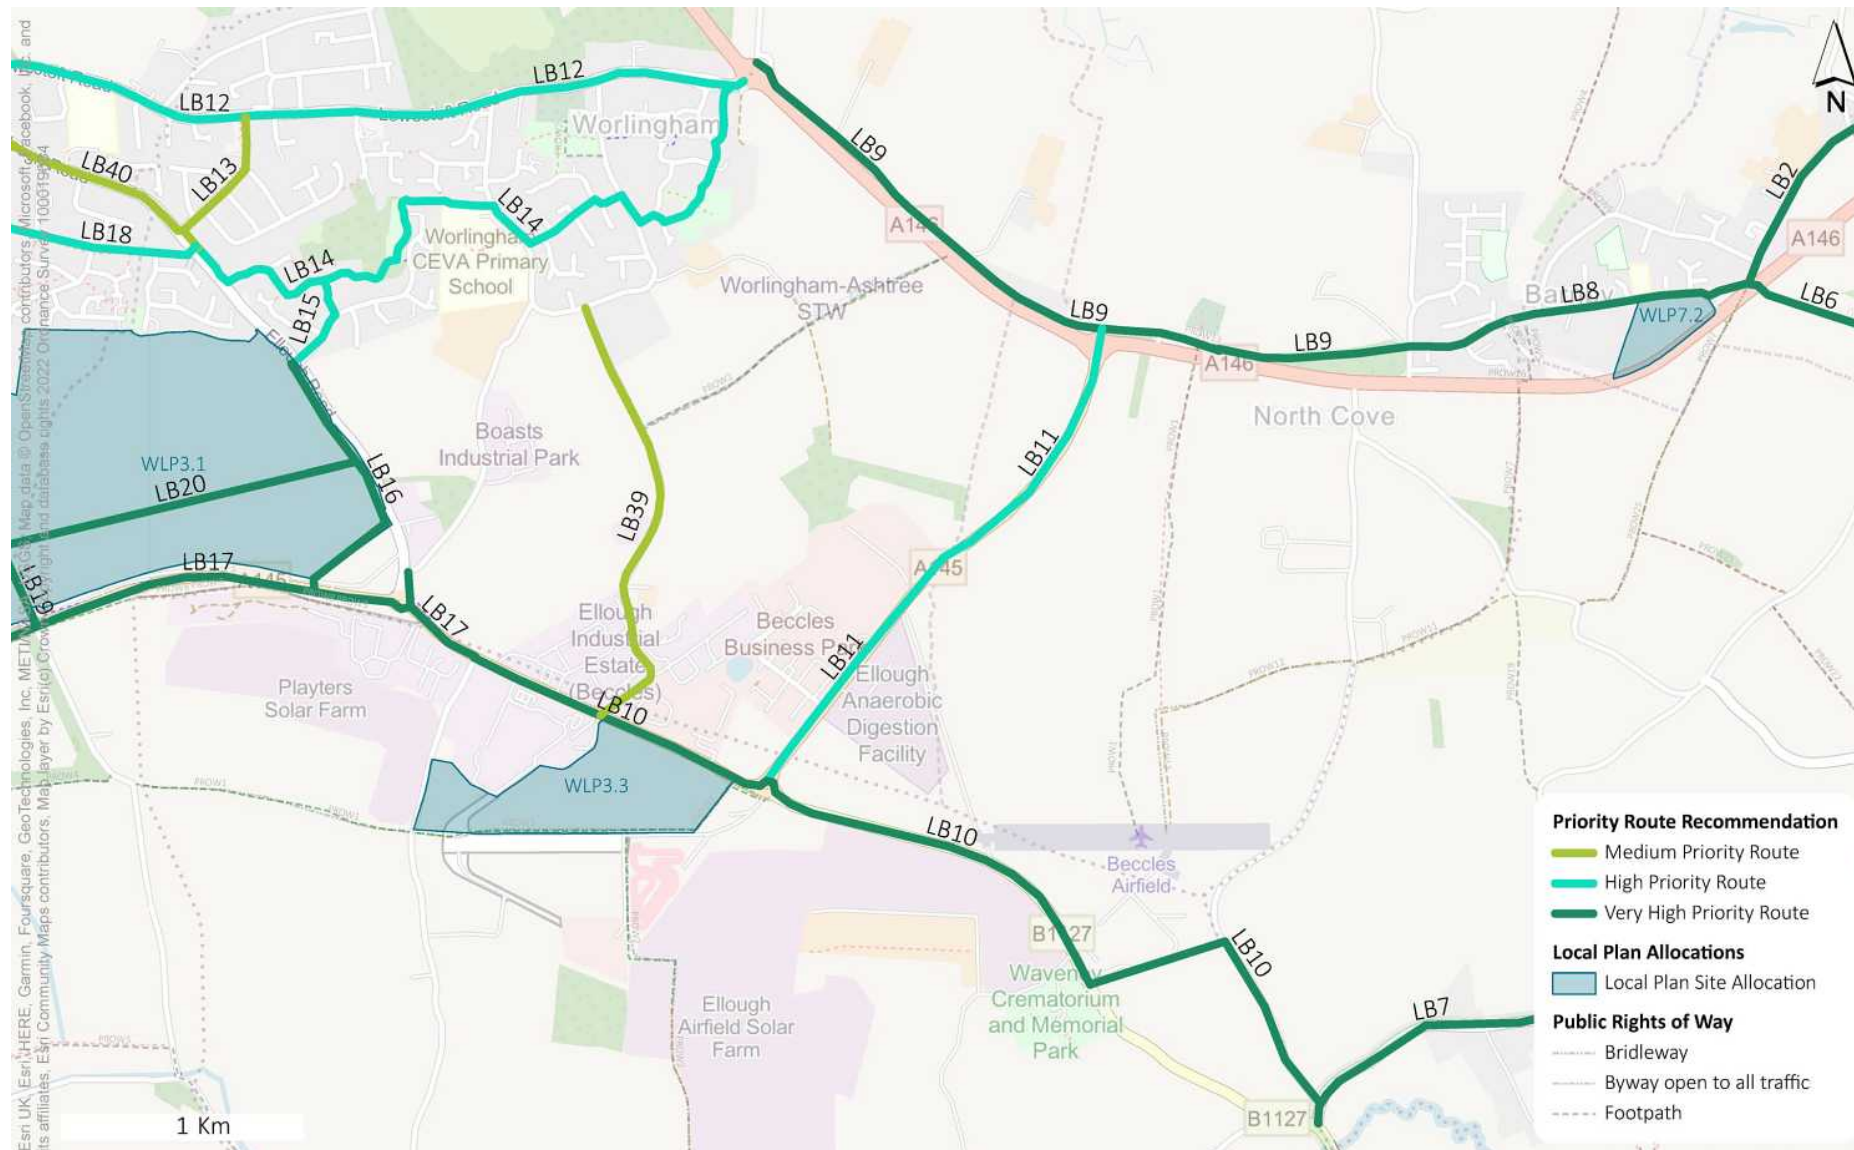 LB12
LB12
Worlingham
LB40
LB13
LB9
LB18
LB14
LB14
LB15
Worlingham
CEVA Primary
School
A146
Worlingham-Ashtree
STW
LB2
A146
LB9
LB8
LB6
WLP7.2
LB9
A146
North Cove
Ellough Road
Boasts
Industrial Park
LB11
WLP3.1
LB20
LB16
LB39
LB17
A145
A145
LB19
LB17
Ellough
Industrial
Estate
(Beccles)
Beccles
Business Park
LB11
Ellough
Anaerobic
Digestion
Facility
Playters
Solar Farm
LB10
WLP3.3
LB10
Beccles
Airfield
B1127
LB10
Waveney
Crematorium
and Memorial
Park
Ellough
Airfield Solar
Farm
LB7
B1127
1 Km
N
Priority Route Recommendation
Medium Priority Route
High Priority Route
Very High Priority Route
Local Plan Allocations
Local Plan Site Allocation
Public Rights of Way
Bridleway
Byway open to all traffic
Footpath